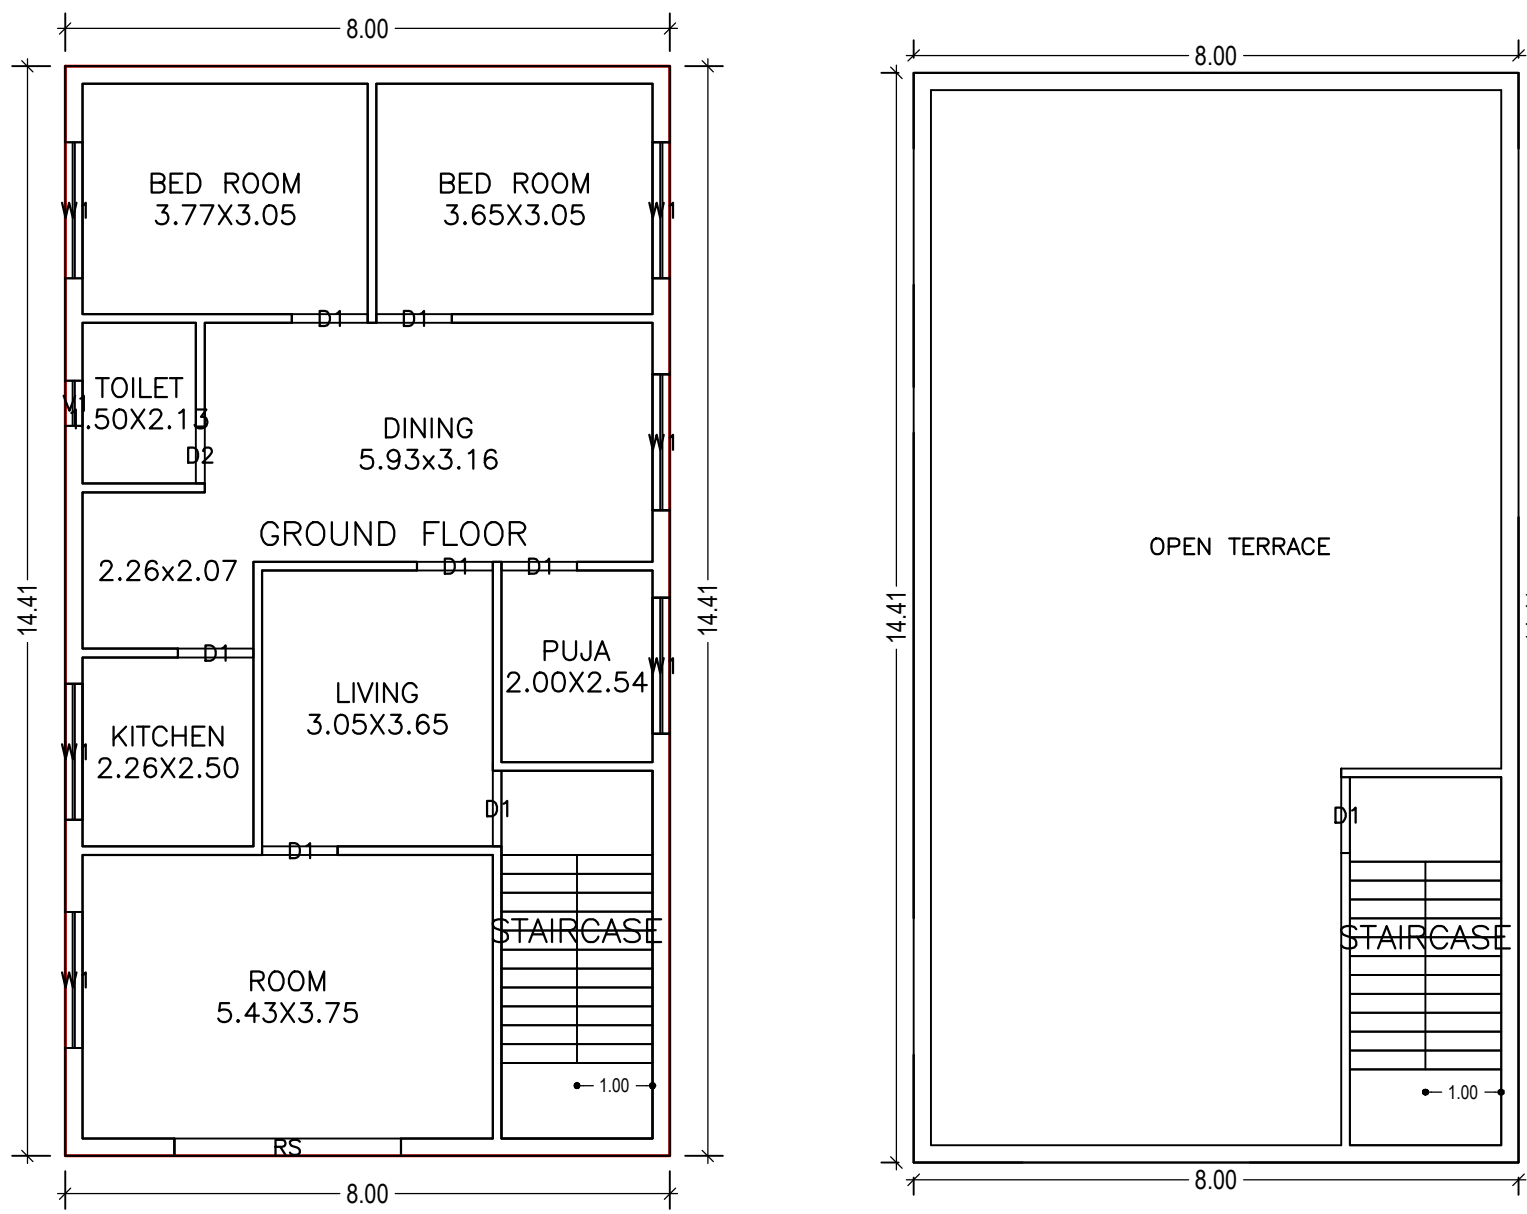 8.00
8.00
BED ROOM
3.77X3.05
BED ROOM
3.65X3.05
W1
W1
D1
D1
TOILET
1.50X2.13
V1
D2
DINING
5.93x3.16
W1
GROUND FLOOR
2.26x2.07
D1
D1
OPEN TERRACE
14.41
14.41
14.41
D1
PUJA
2.00X2.54
W1
LIVING
3.05X3.65
KITCHEN
2.26X2.50
W1
D1
D1
D1
STAIRCASE
STAIRCASE
ROOM
5.43X3.75
W1
1.00
1.00
RS
8.00
8.00